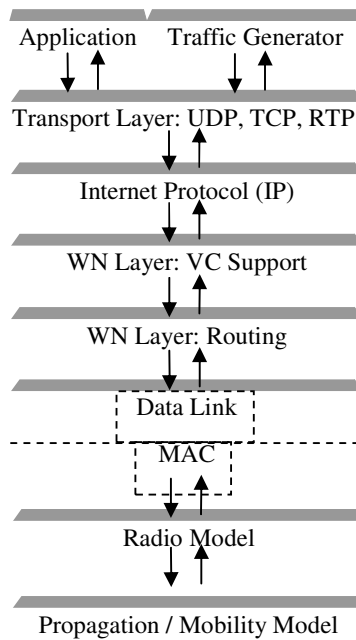 Application Traffic Generator
Transport Layer: UDP, TCP, RTP
Internet Protocol (IP)
WN Layer: VC Support
WN Layer: Routing
Data Link
MAC
Radio Model
Propagation / Mobility Model